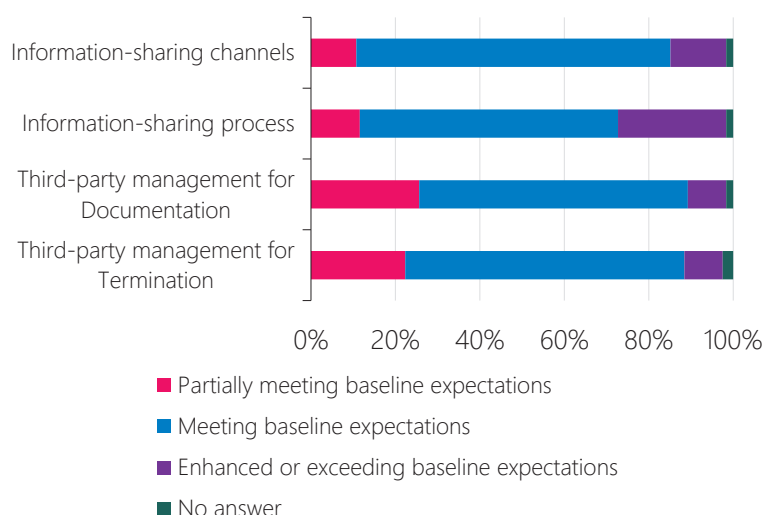 Information-sharing channels
Information-sharing process
Third-party management for
Documentation
Third-party management for
Termination
0% 20% 40% 60% 80% 100%
Partially meeting baseline expectations
Meeting baseline expectations
Enhanced or exceeding baseline expectations
No answer